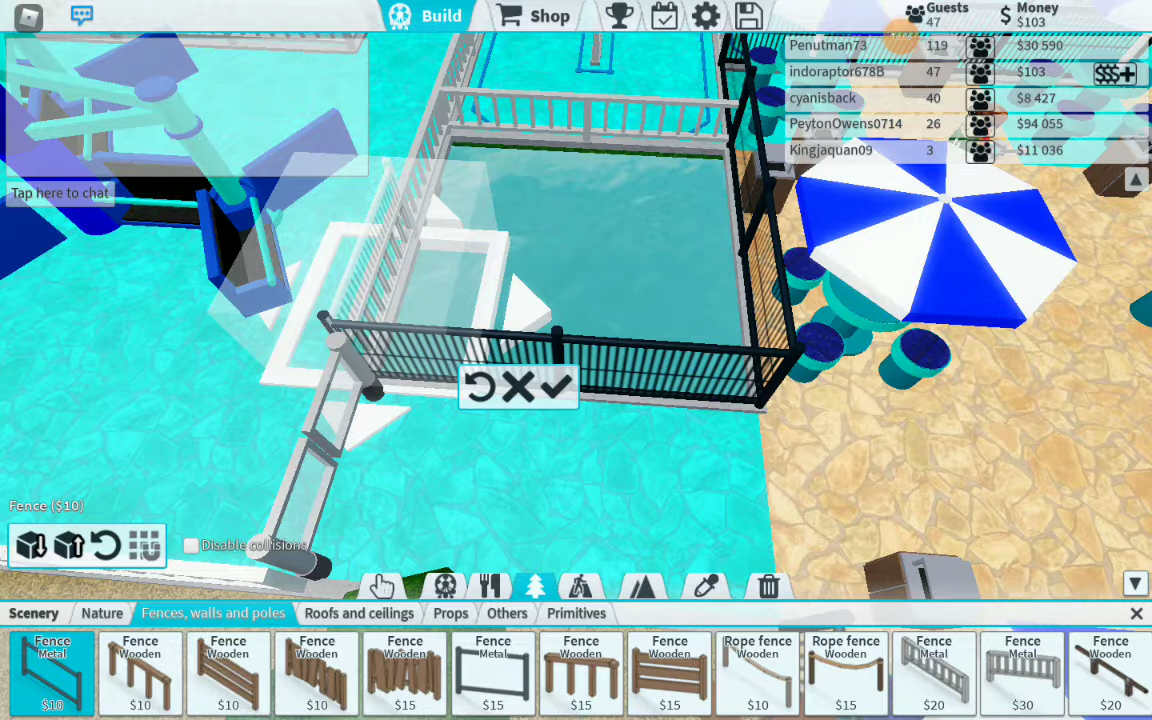 Build
Shop
Guests
47
Money
$103
Penutman73 119 $30 590
indoraptor678B 47 $103
cyanisback 40 $8 427
PeytonOwens0714 26 $94 055
Kingjaquan09 3 $11 036
Tap here to chat
Fence ($10)
Disable collisions
Scenery Nature Fences, walls and poles Roofs and ceilings Props Others Primitives
Fence
Metal
$10
Fence
Wooden
$10
Fence
Wooden
$10
Fence
Wooden
$10
Fence
Wooden
$15
Fence
Metal
$15
Fence
Wooden
$15
Fence
Wooden
$15
Rope fence
Wooden
$10
Rope fence
Wooden
$15
Fence
Metal
$20
Fence
Metal
$30
Fence
Wooden
$20